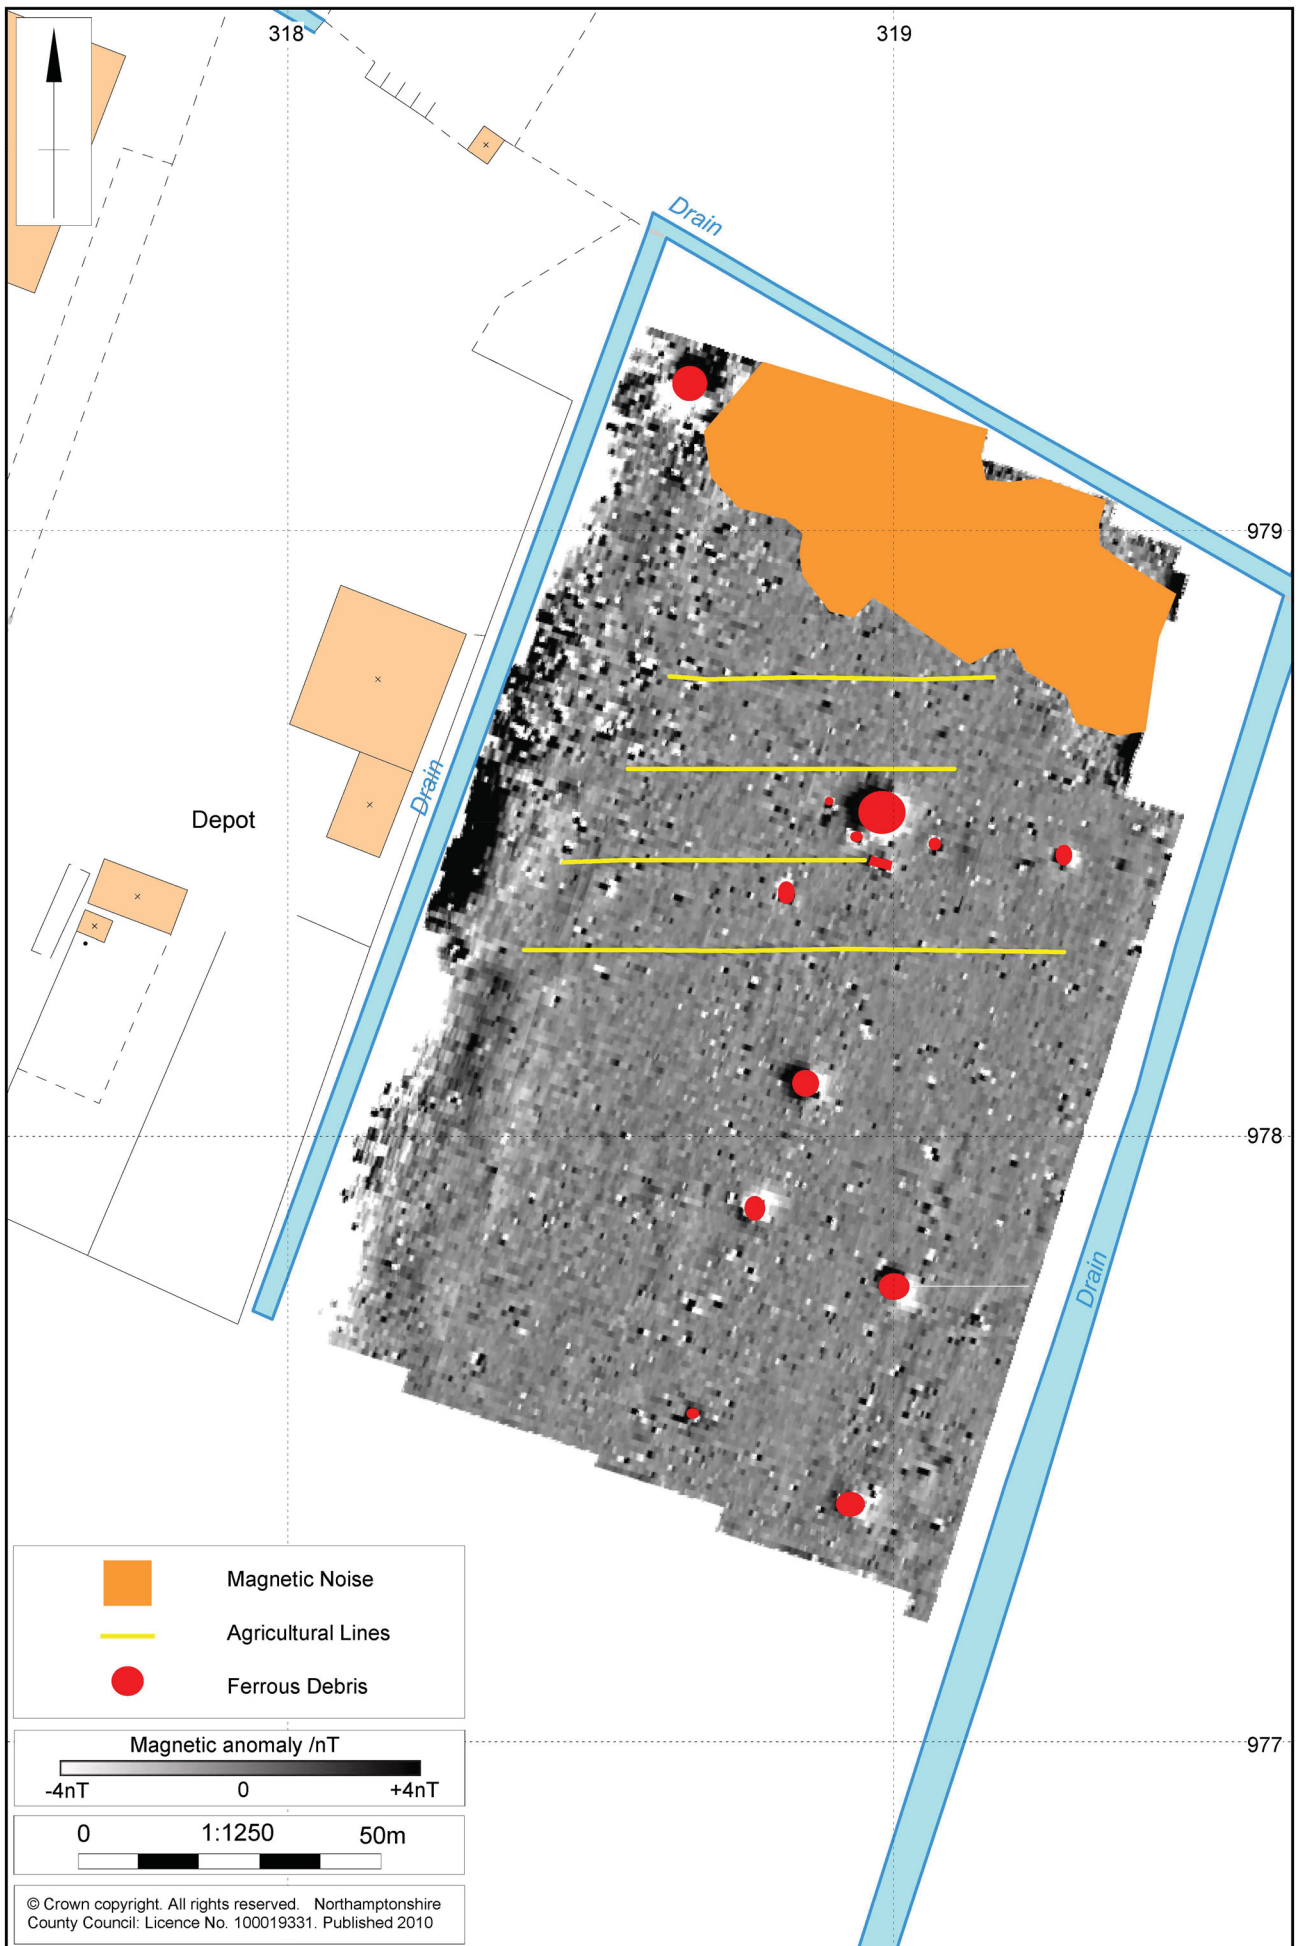 318
319
Drain
979
Drain
Depot
978
Drain
977
Magnetic Noise
Agricultural Lines
Ferrous Debris
Magnetic anomaly /nT
-4nT 0 +4nT
0 1:1250 50m
© Crown copyright. All rights reserved. Northamptonshire
County Council: Licence No. 100019331. Published 2010